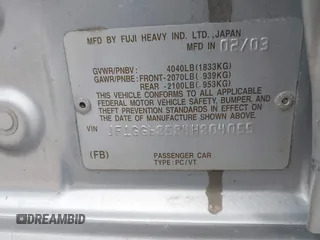 MFD BY FUJI HEAVY IND. LTD., JAPAN
MFD IN 02/03
GVWR/PNBV: 4040LB(1833KG)
GAWR/PNBE: FRONT-2070LB( 939KG)
REAR -2100LB( 953KG)
THIS VEHICLE CONFORMS TO ALL APPLICABLE
FEDERAL MOTOR VEHICLE SAFETY, BUMPER,
AND THEFT PREVENTION STANDARDS IN EFFECT
ON THE DATE OF MANUFACTURE SHOWN ABOVE.
VIN
(FB) PASSENGER CAR
TYPE: PC/VT
DREAMBID